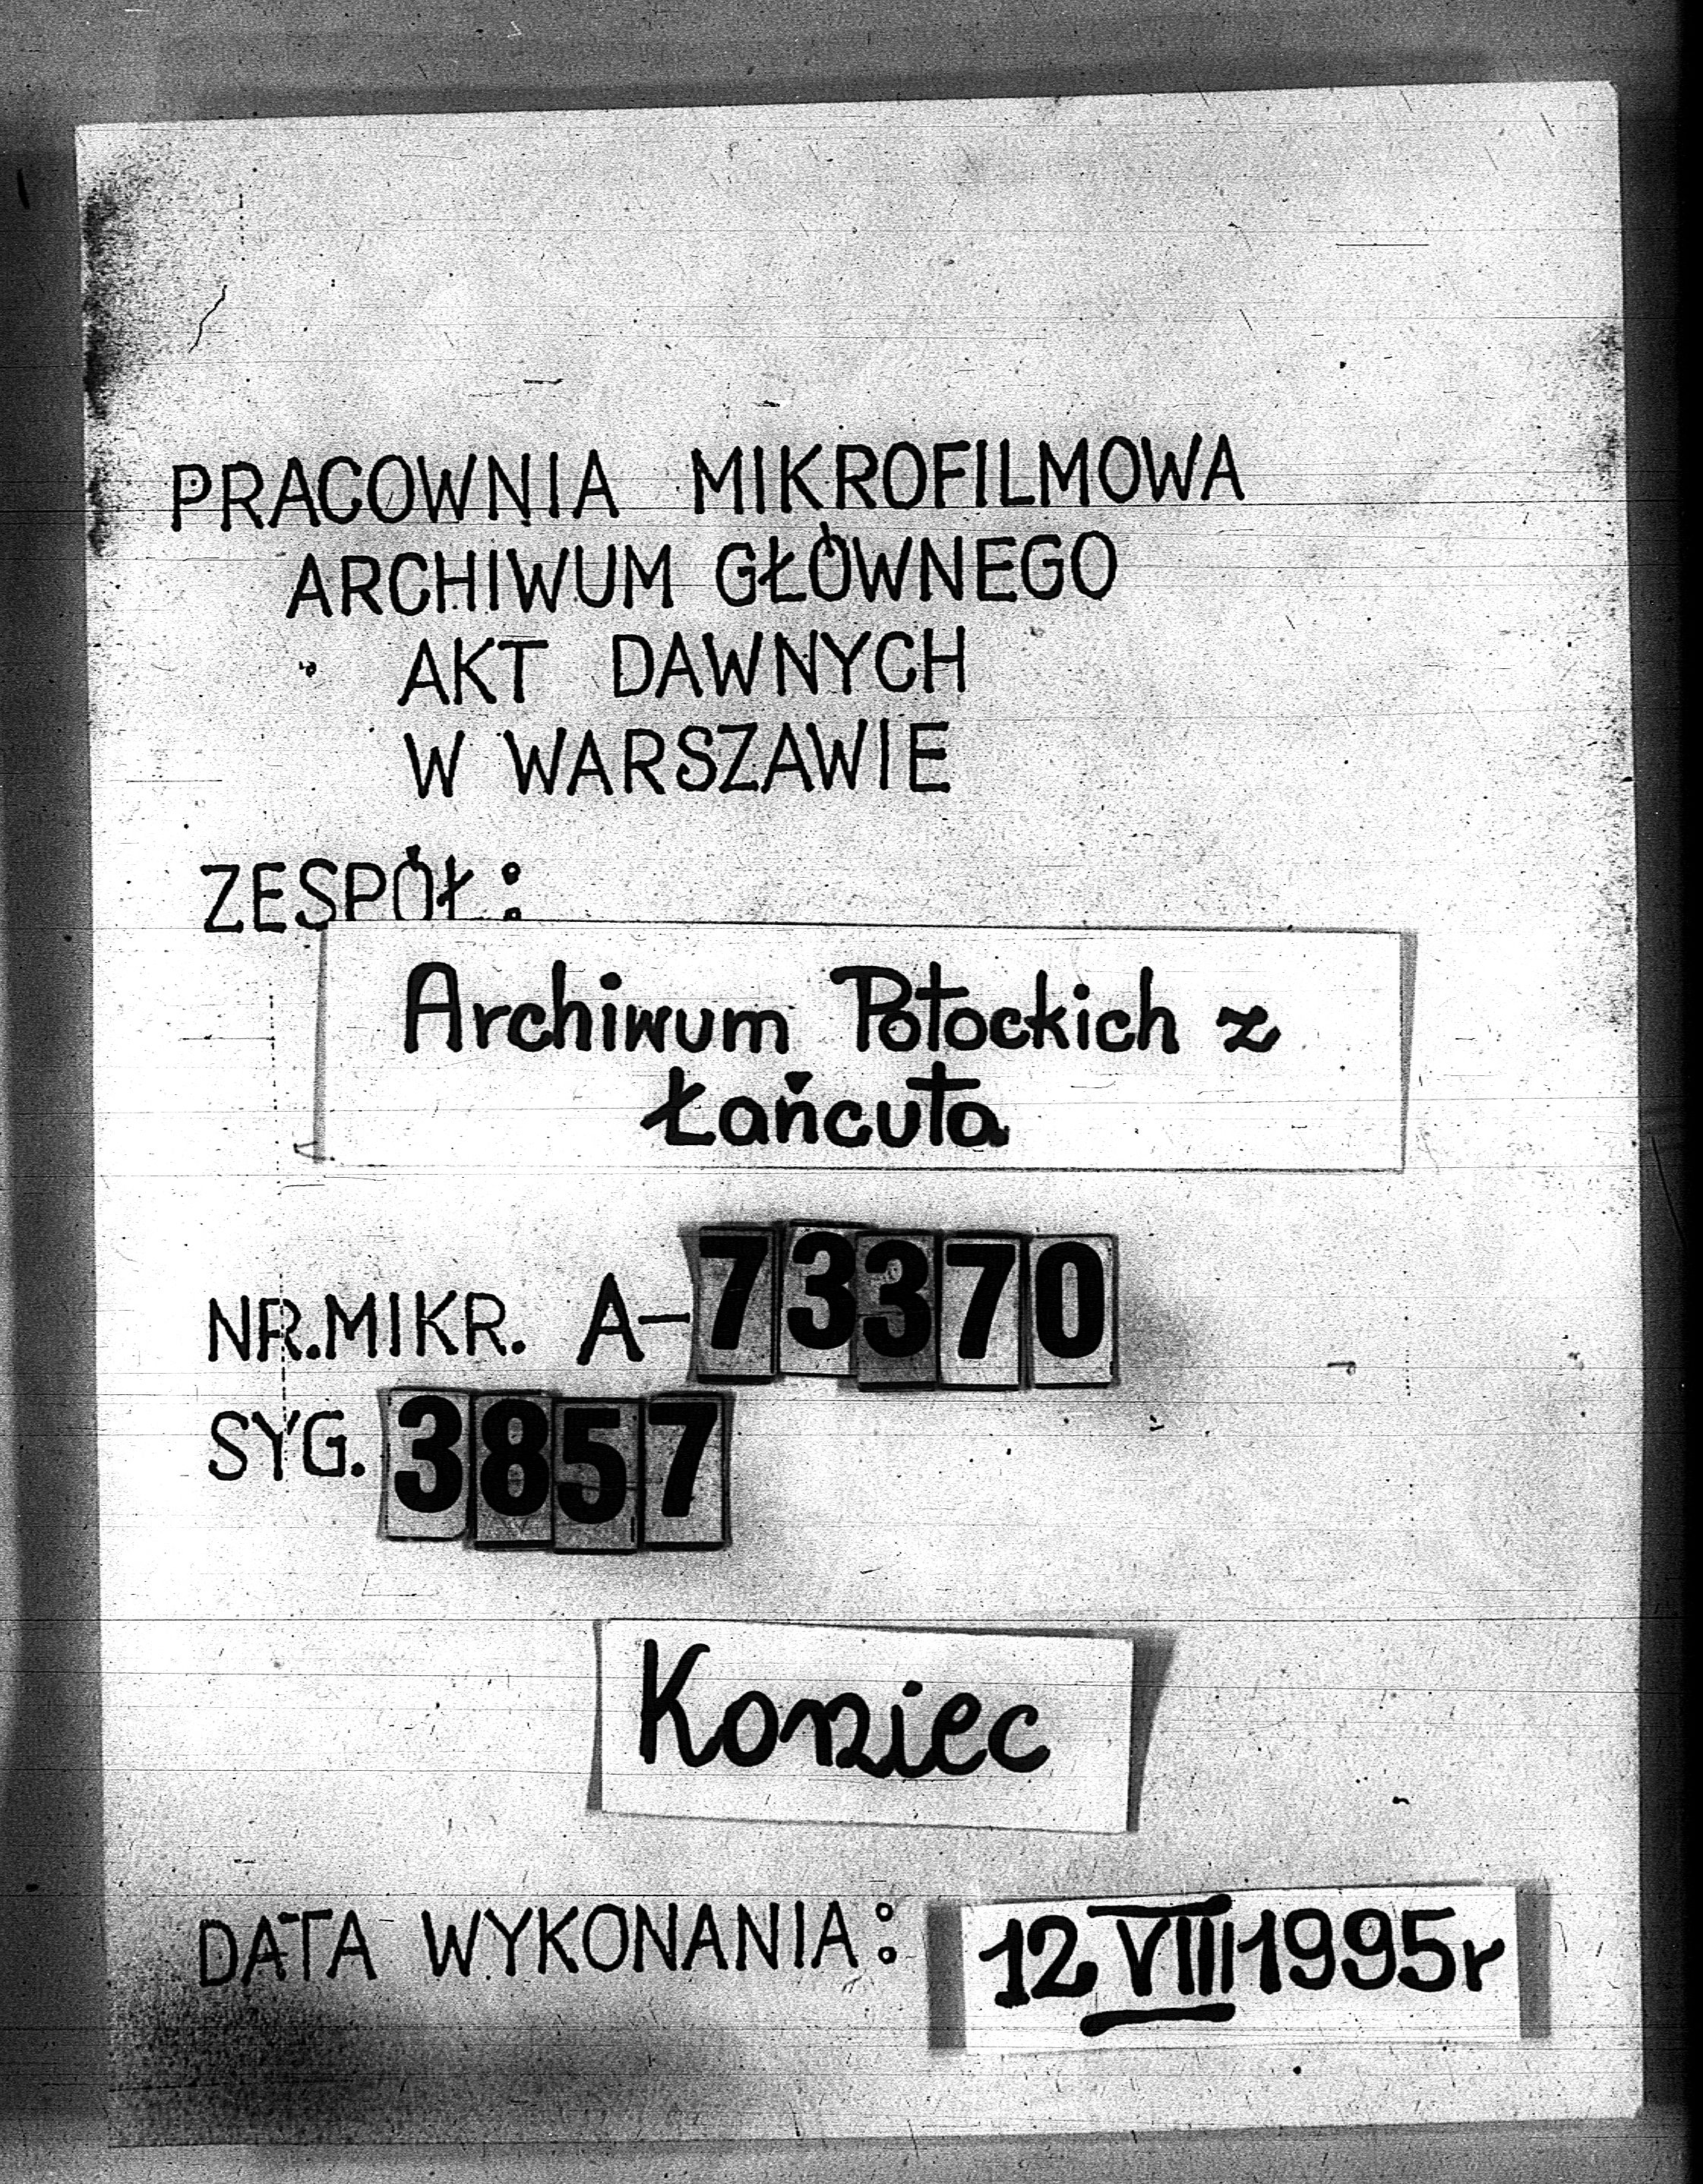 PRACOWNIA MIKROFILMOWA
ARCHIWUM GŁÓWNEGO
AKT DAWNYCH
W WARSZAWIE
ZESPÓŁ:
Archiwum Potockich z
Łańcuta
NR.MIKR. A-73370
SYG. 3857
Koniec
DATA WYKONANIA: 12 VIII 1995r